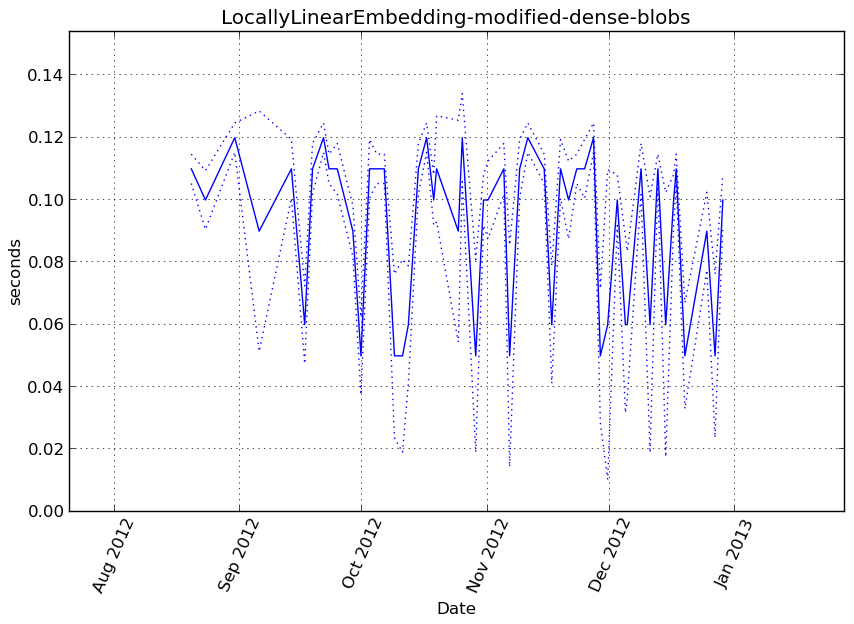 LocallyLinearEmbedding-modified-dense-blobs
0.14
0.12
0.10
0.08
0.06
0.04
0.02
0.00
seconds
Aug 2012
Sep 2012
Oct 2012
Nov 2012
Dec 2012
Jan 2013
Date